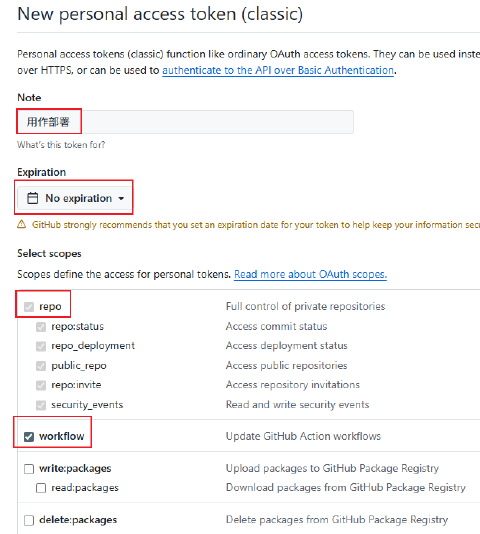 New personal access token (classic)
Personal access tokens (classic) function like ordinary OAuth access tokens. They can be used inste
over HTTPS, or can be used to authenticate to the API over Basic Authentication.
Note
用作部署
What's this token for?
Expiration
No expiration
GitHub strongly recommends that you set an expiration date for your token to help keep your information secu
Select scopes
Scopes define the access for personal tokens. Read more about OAuth scopes.
repo Full control of private repositories
repo:status Access commit status
repo_deployment Access deployment status
public_repo Access public repositories
repo:invite Access repository invitations
security_events Read and write security events
workflow Update GitHub Action workflows
write:packages Upload packages to GitHub Package Registry
read:packages Download packages from GitHub Package Registry
delete:packages Delete packages from GitHub Package Registry